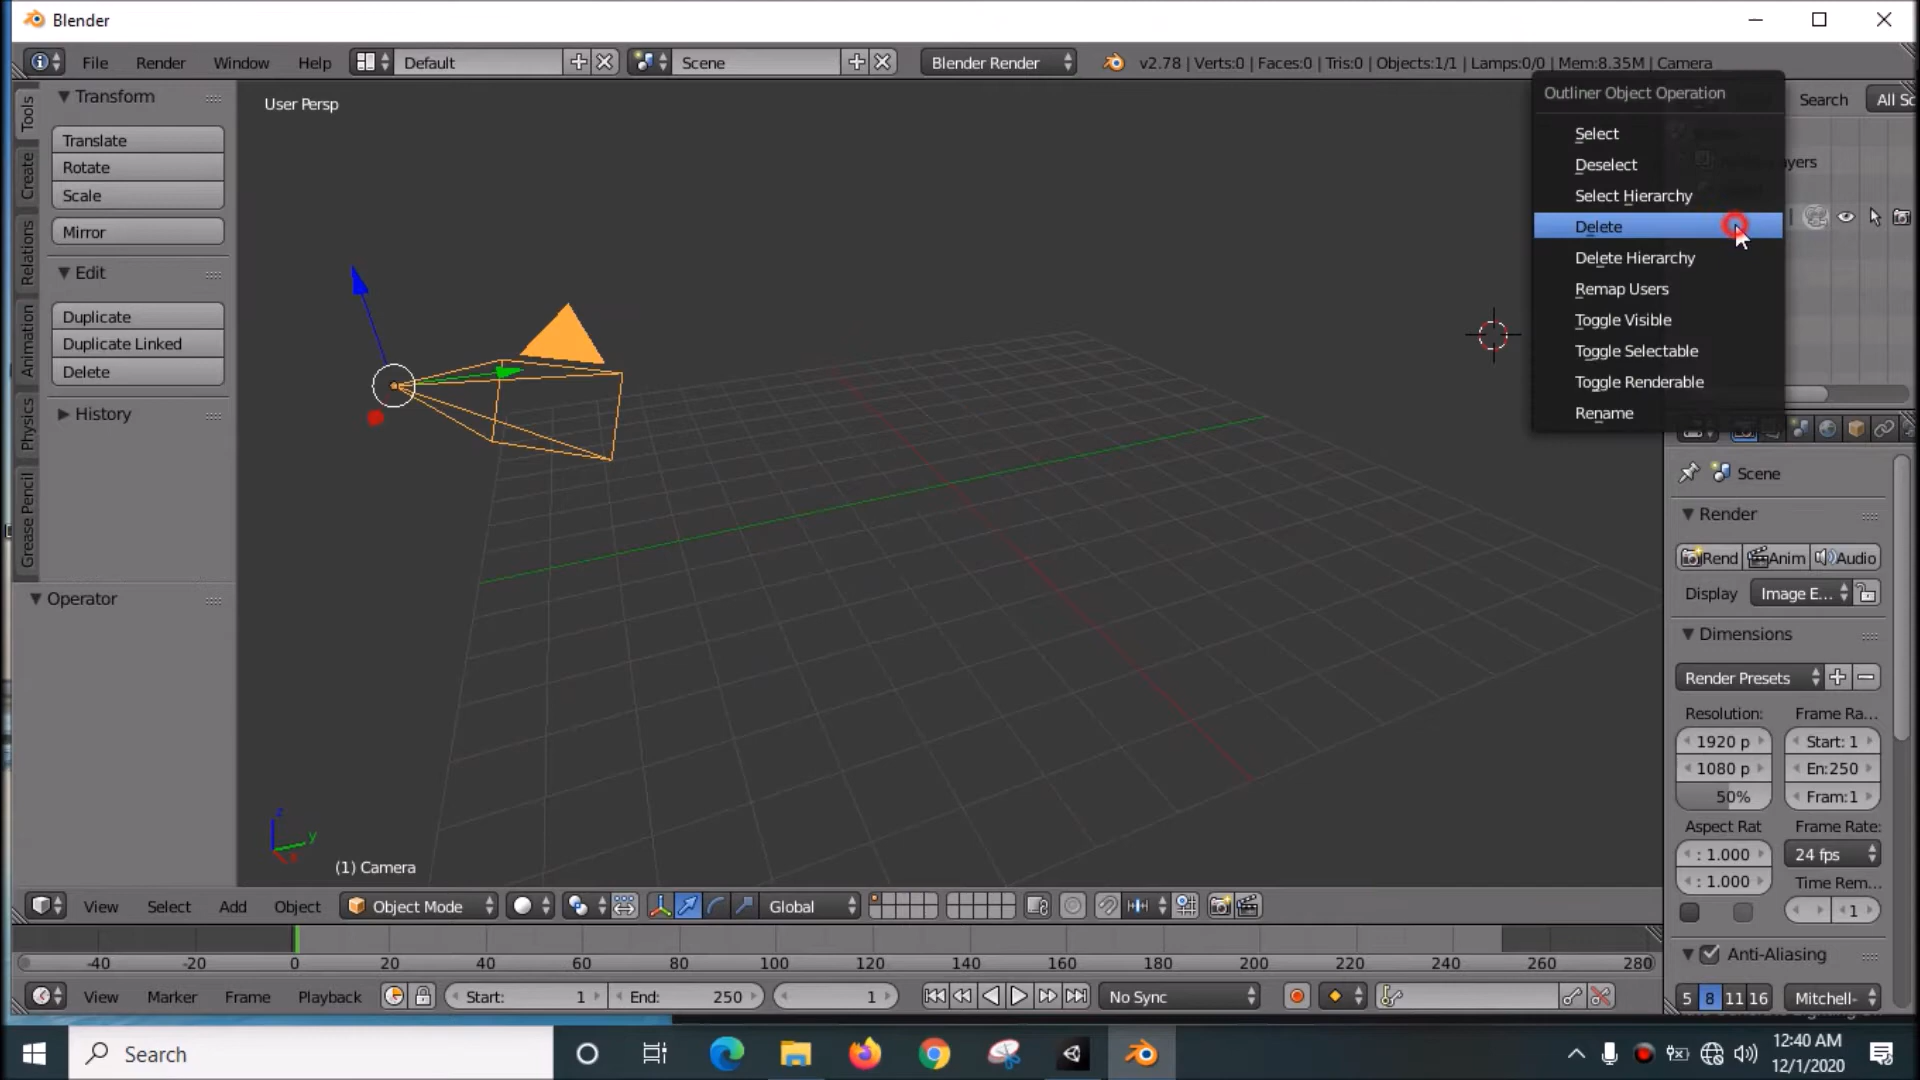 Blender
File Render Window Help Default Scene Blender Render v2.78 | Verts:0 | Faces:0 | Tris:0 | Objects:1/1 | Lamps:0/0 | Mem:8.35M | Camera
Tools
Create
Relations
Animation
Physics
Grease Pencil
Transform
Translate
Rotate
Scale
Mirror
Edit
Duplicate
Duplicate Linked
Delete
History
Operator
User Persp
(1) Camera
z
y
x
Outliner Object Operation
Select
Deselect
Select Hierarchy
Delete
Delete Hierarchy
Remap Users
Toggle Visible
Toggle Selectable
Toggle Renderable
Rename
Search All Sc
yers
Scene
Render
Rend Anim Audio
Display Image E...
Dimensions
Render Presets
Resolution: Frame Ra...
1920 p Start: 1
1080 p En:250
50% Fram:1
Aspect Rat Frame Rate:
: 1.000 24 fps
: 1.000 Time Rem...
1
Anti-Aliasing
5 8 11 16 Mitchell-
View Select Add Object Object Mode Global
-40 -20 0 20 40 60 80 100 120 140 160 180 200 220 240 260 280
View Marker Frame Playback Start: 1 End: 250 1 No Sync
Search
12:40 AM
12/1/2020